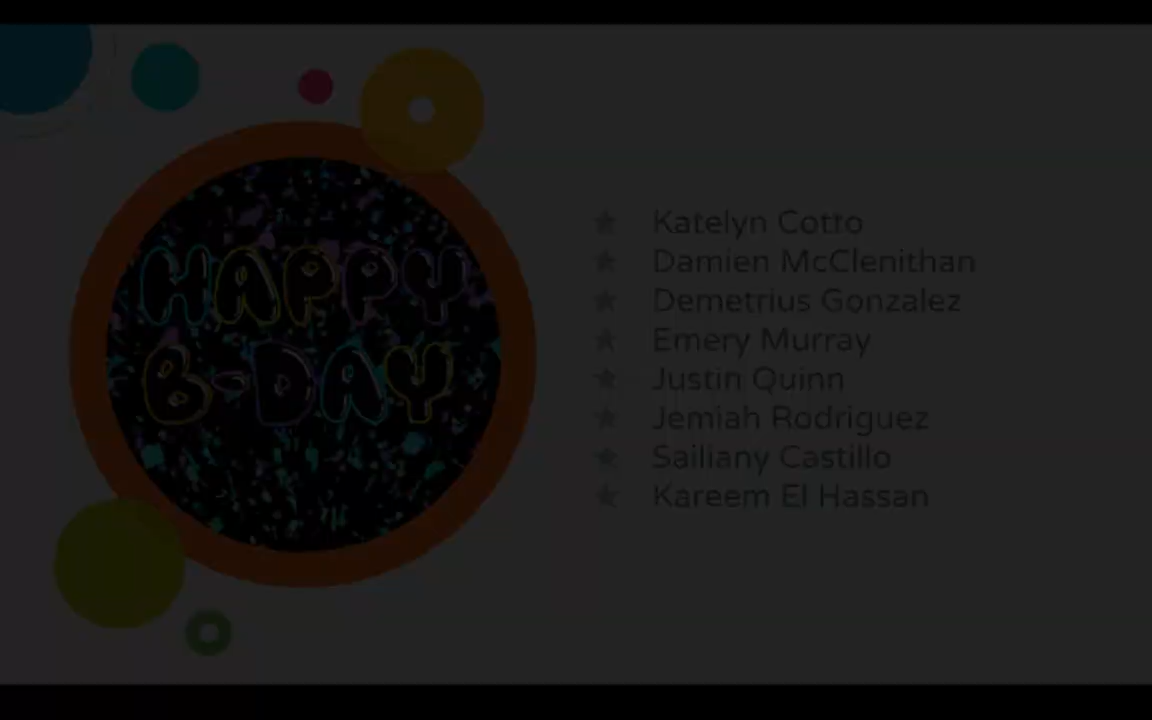 HAPPY
B-DAY
Katelyn Cotto
Damien McClenithan
Demetrius Gonzalez
Emery Murray
Justin Quinn
Jemiah Rodriguez
Sailiany Castillo
Kareem El Hassan